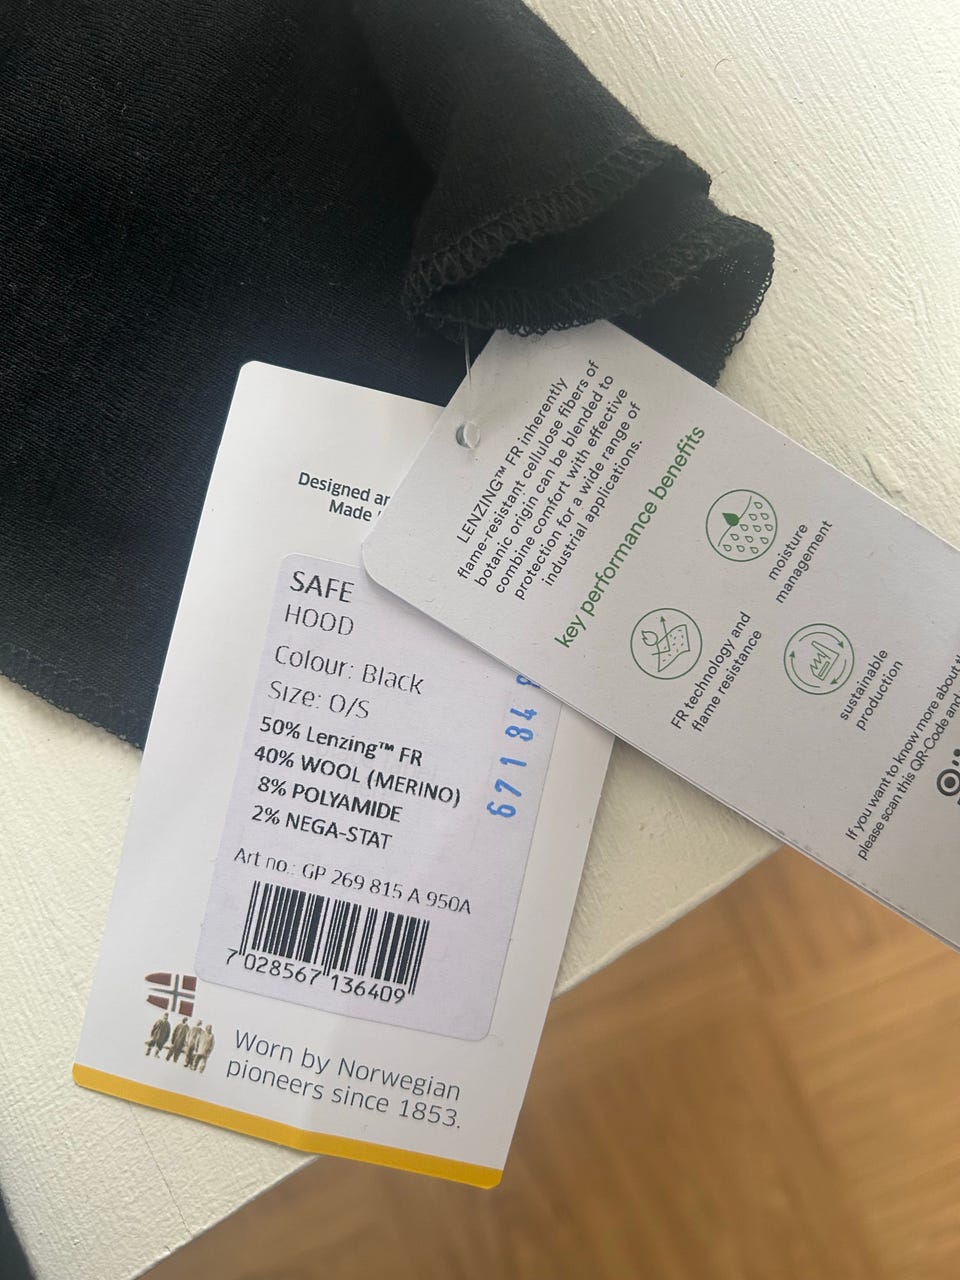 Designed
Made
SAFE
HOOD
Colour: Black
Size: O/S
50% Lenzing™ FR
40% WOOL (MERINO)
8% POLYAMIDE
2% NEGA-STAT
Art no.: GP 269 815 A 950A
7 028567 136409
67184
Worn by Norwegian
pioneers since 1853.
LENZING™ FR inherently
flame-resistant cellulose fibers of
botanic origin can be blended to
combine comfort with effective
protection for a wide range of
industrial applications.
key performance benefits
moisture
management
FR technology and
flame resistance
sustainable
production
If you want to know more about
please scan this QR-Code and